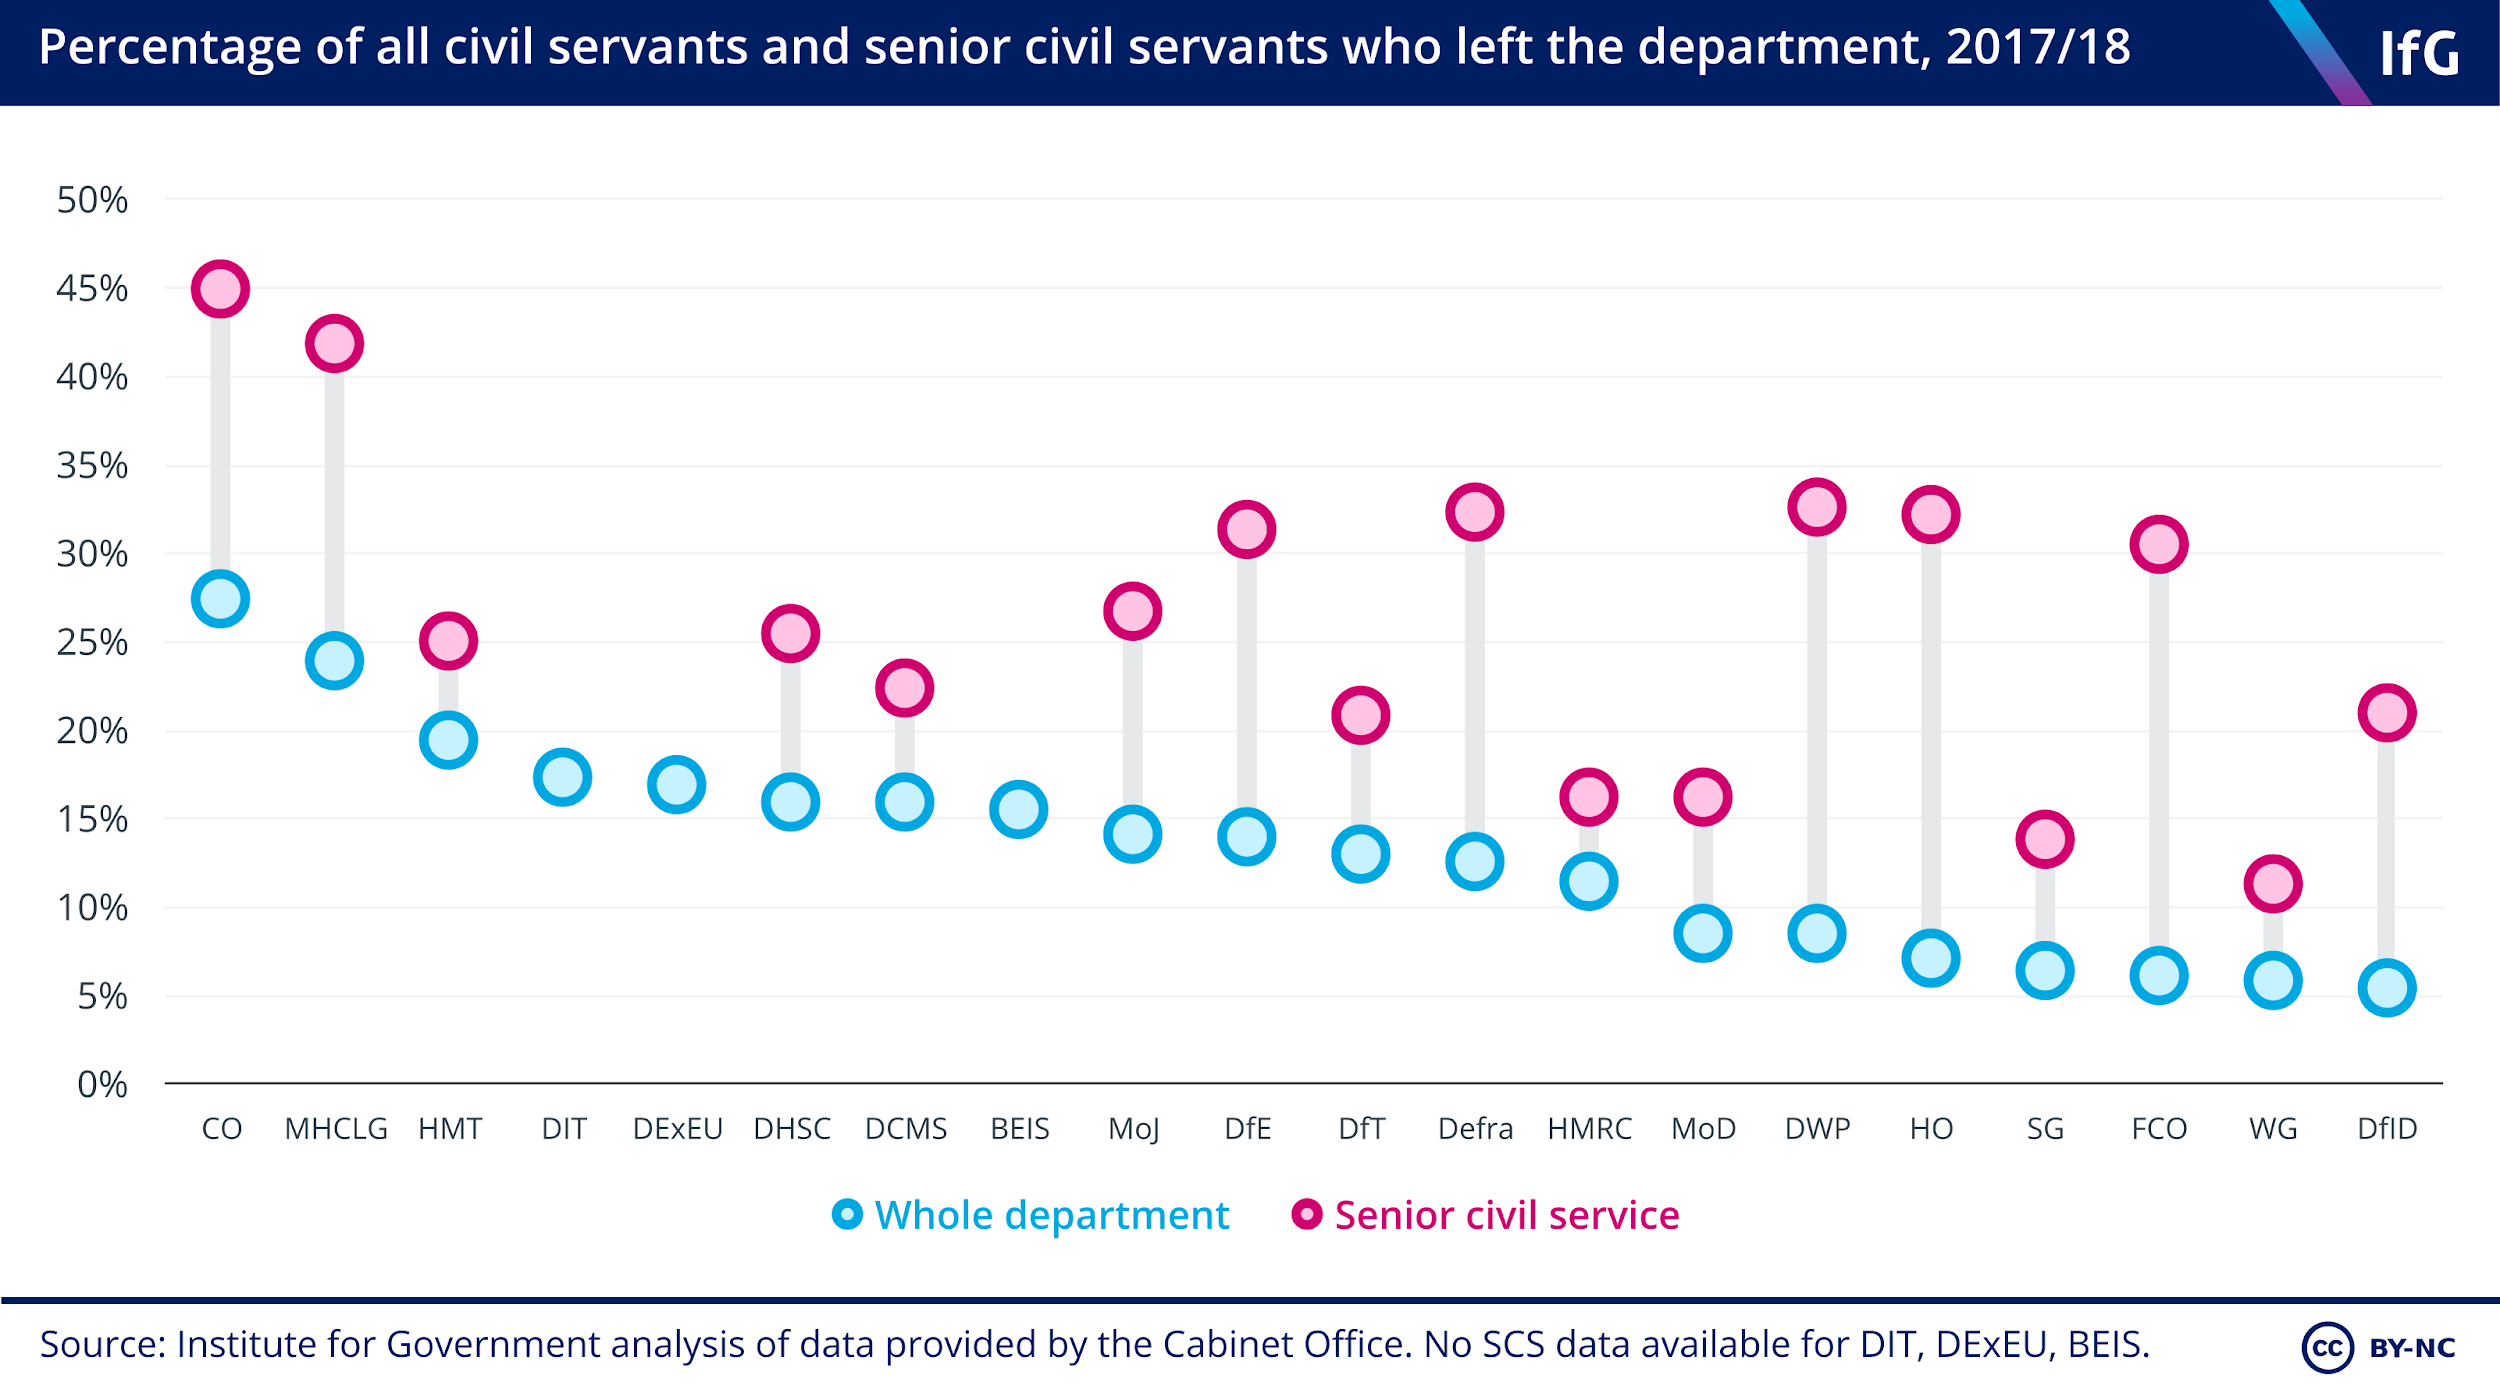 Percentage of all civil servants and senior civil servants who left the department, 2017/18
IfG
50%
45%
40%
35%
30%
25%
20%
15%
10%
5%
0%
CO MHCLG HMT DIT DExEU DHSC DCMS BEIS MoJ DfE DfT Defra HMRC MoD DWP HO SG FCO WG DfID
Whole department Senior civil service
Source: Institute for Government analysis of data provided by the Cabinet Office. No SCS data available for DIT, DExEU, BEIS.
cc BY-NC